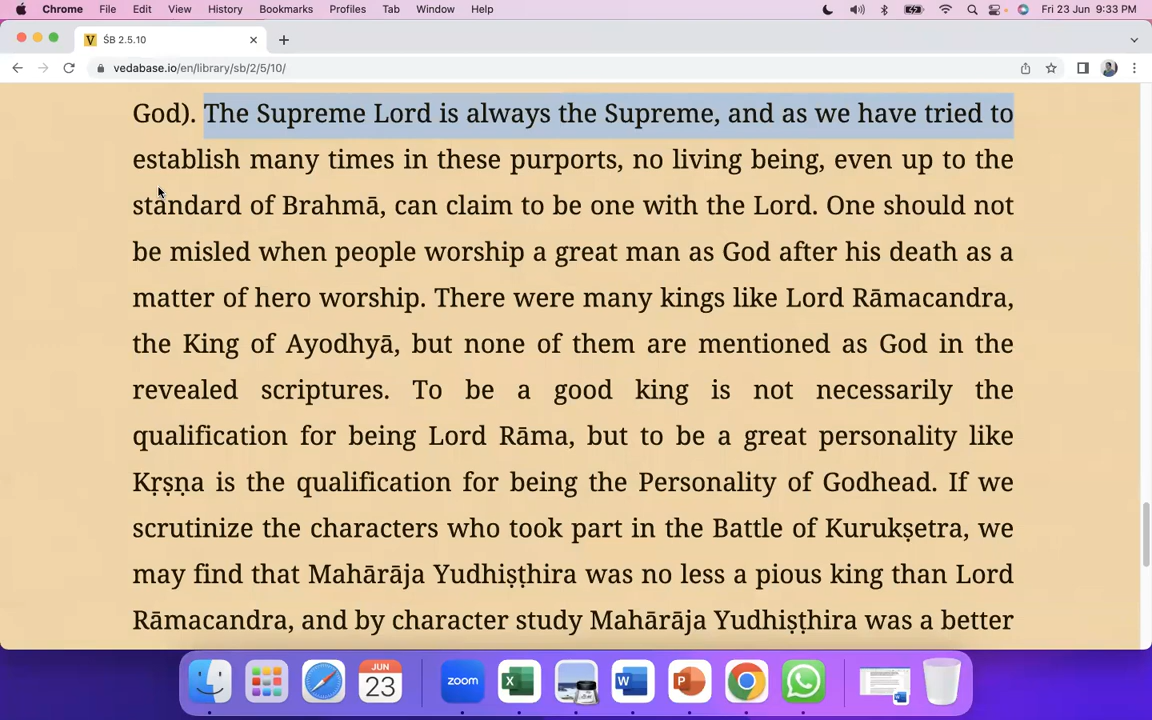 Chrome File Edit View History Bookmarks Profiles Tab Window Help Fri 23 Jun 9:33 PM
V ŚB 2.5.10
vedabase.io/en/library/sb/2/5/10/
God). The Supreme Lord is always the Supreme, and as we have tried to
establish many times in these purports, no living being, even up to the
standard of Brahmā, can claim to be one with the Lord. One should not
be misled when people worship a great man as God after his death as a
matter of hero worship. There were many kings like Lord Rāmacandra,
the King of Ayodhyā, but none of them are mentioned as God in the
revealed scriptures. To be a good king is not necessarily the
qualification for being Lord Rāma, but to be a great personality like
Kṛṣṇa is the qualification for being the Personality of Godhead. If we
scrutinize the characters who took part in the Battle of Kurukṣetra, we
may find that Mahārāja Yudhiṣṭhira was no less a pious king than Lord
Rāmacandra, and by character study Mahārāja Yudhiṣṭhira was a better
JUN
23
zoom
X
W
P